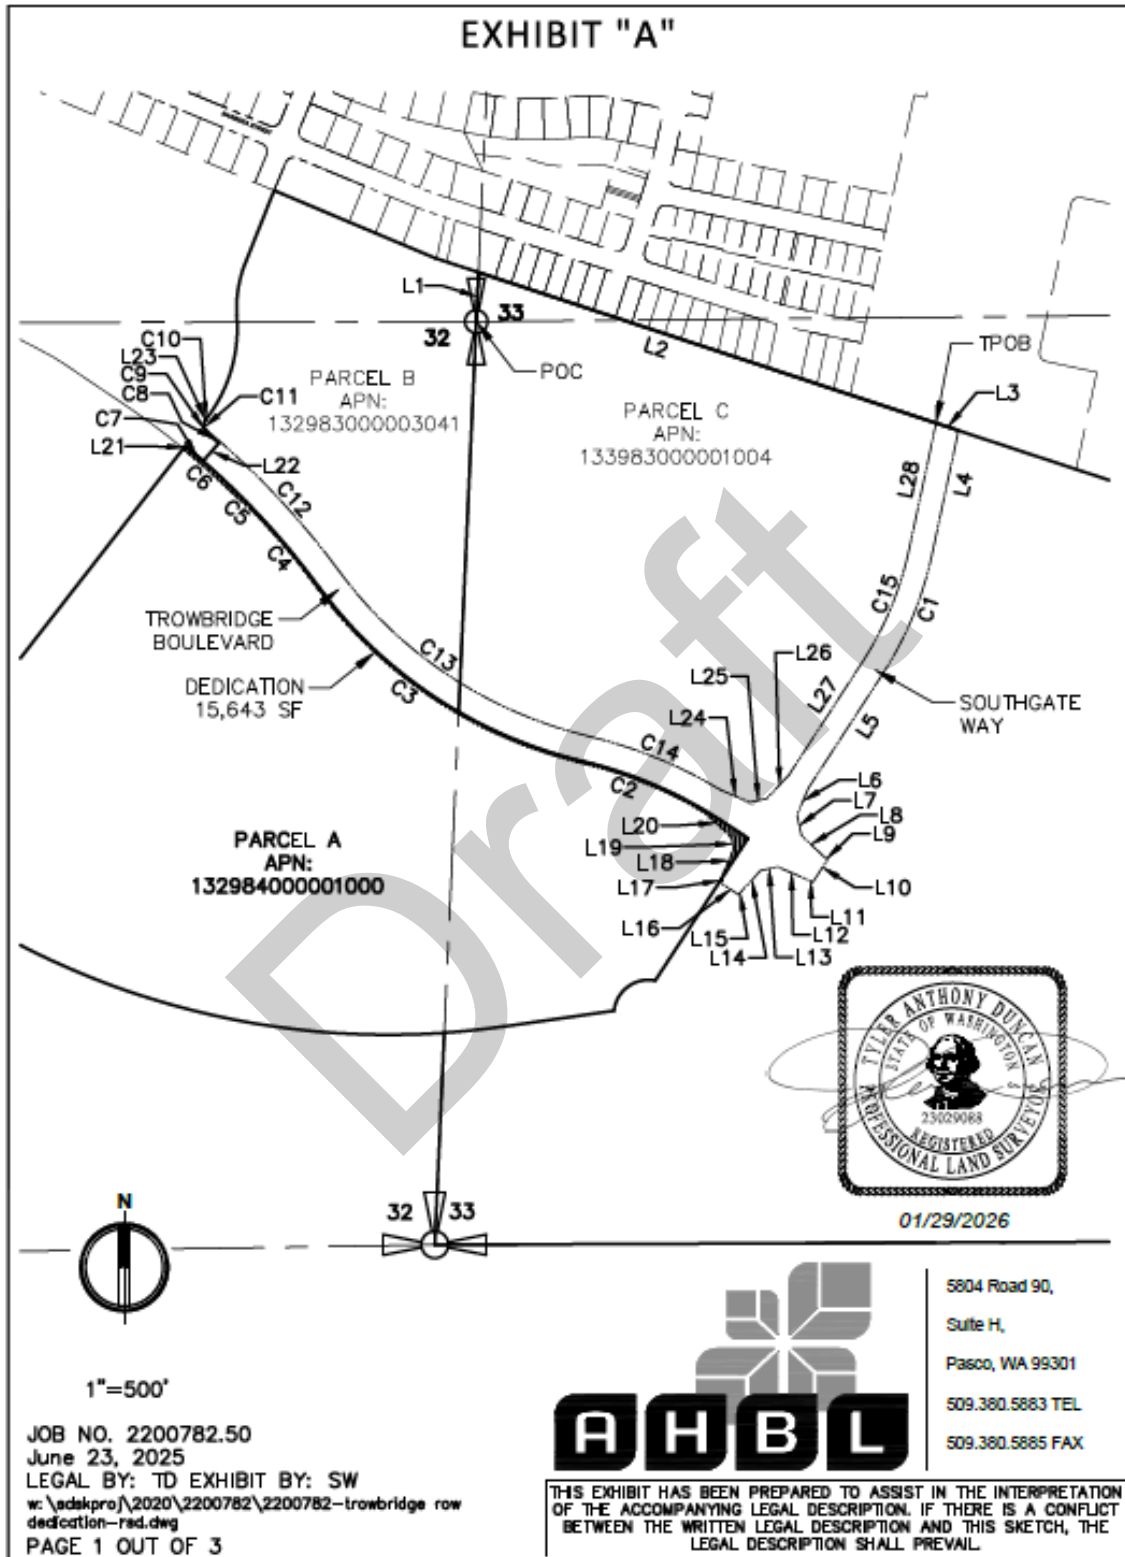 EXHIBIT "A"
L1
33
32
POC
L2
TPOB
L3
C10
L23
C9
C8
C7
L21
C11
L22
C6
C5
C4
C12
PARCEL B
APN:
132983000003041
PARCEL C
APN:
133983000001004
L28
L4
C15
C1
TROWBRIDGE
BOULEVARD
DEDICATION
15,643 SF
C13
C3
C14
C2
L24
L25
L26
L27
L5
SOUTHGATE
WAY
L6
L7
L8
L9
L10
L11
L12
L13
L14
L15
L16
L17
L18
L19
L20
PARCEL A
APN:
132984000001000
Draft
TYLER ANTHONY DUNCAN
STATE OF WASHINGTON
23029088
REGISTERED
PROFESSIONAL LAND SURVEYOR
01/29/2026
32 33
N
1"=500'
JOB NO. 2200782.50
June 23, 2025
LEGAL BY: TD EXHIBIT BY: SW
w:\sdskproj\2020\2200782\2200782-trowbridge row
dedication-rsd.dwg
PAGE 1 OUT OF 3
AHBL
5804 Road 90,
Suite H,
Pasco, WA 99301
509.380.5883 TEL
509.380.5885 FAX
THIS EXHIBIT HAS BEEN PREPARED TO ASSIST IN THE INTERPRETATION
OF THE ACCOMPANYING LEGAL DESCRIPTION. IF THERE IS A CONFLICT
BETWEEN THE WRITTEN LEGAL DESCRIPTION AND THIS SKETCH, THE
LEGAL DESCRIPTION SHALL PREVAIL.